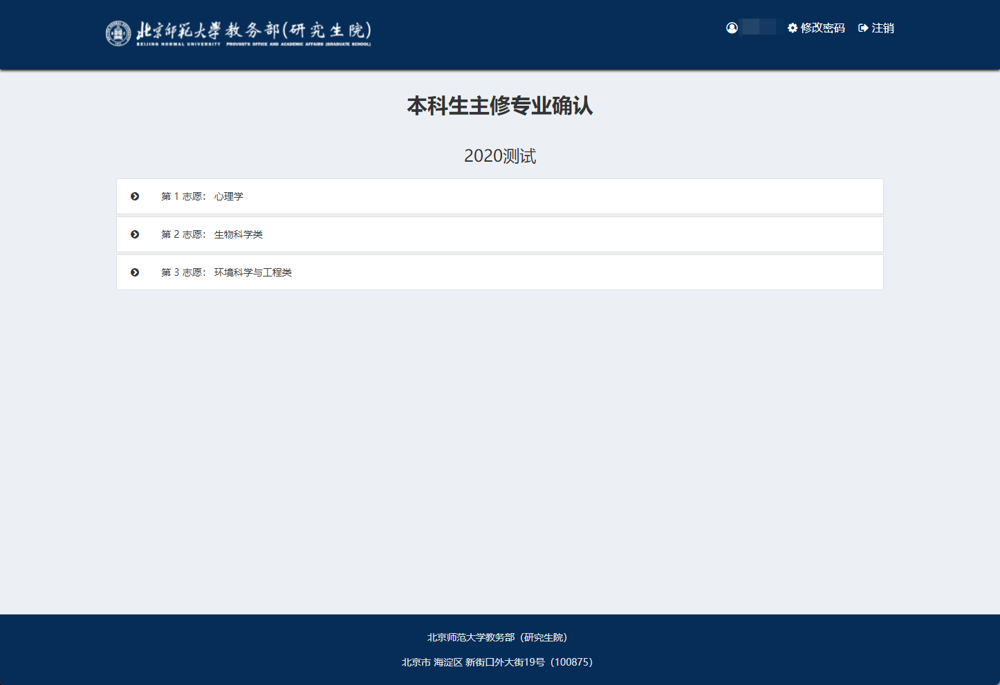 北京师范大学教务部(研究生院)
BEIJING NORMAL UNIVERSITY PROVOST'S OFFICE AND ACADEMIC AFFAIRS (GRADUATE SCHOOL)
修改密码 注销
本科生主修专业确认
2020测试
第 1 志愿： 心理学
第 2 志愿： 生物科学类
第 3 志愿： 环境科学与工程类
北京师范大学教务部（研究生院）
北京市 海淀区 新街口外大街19号（100875）